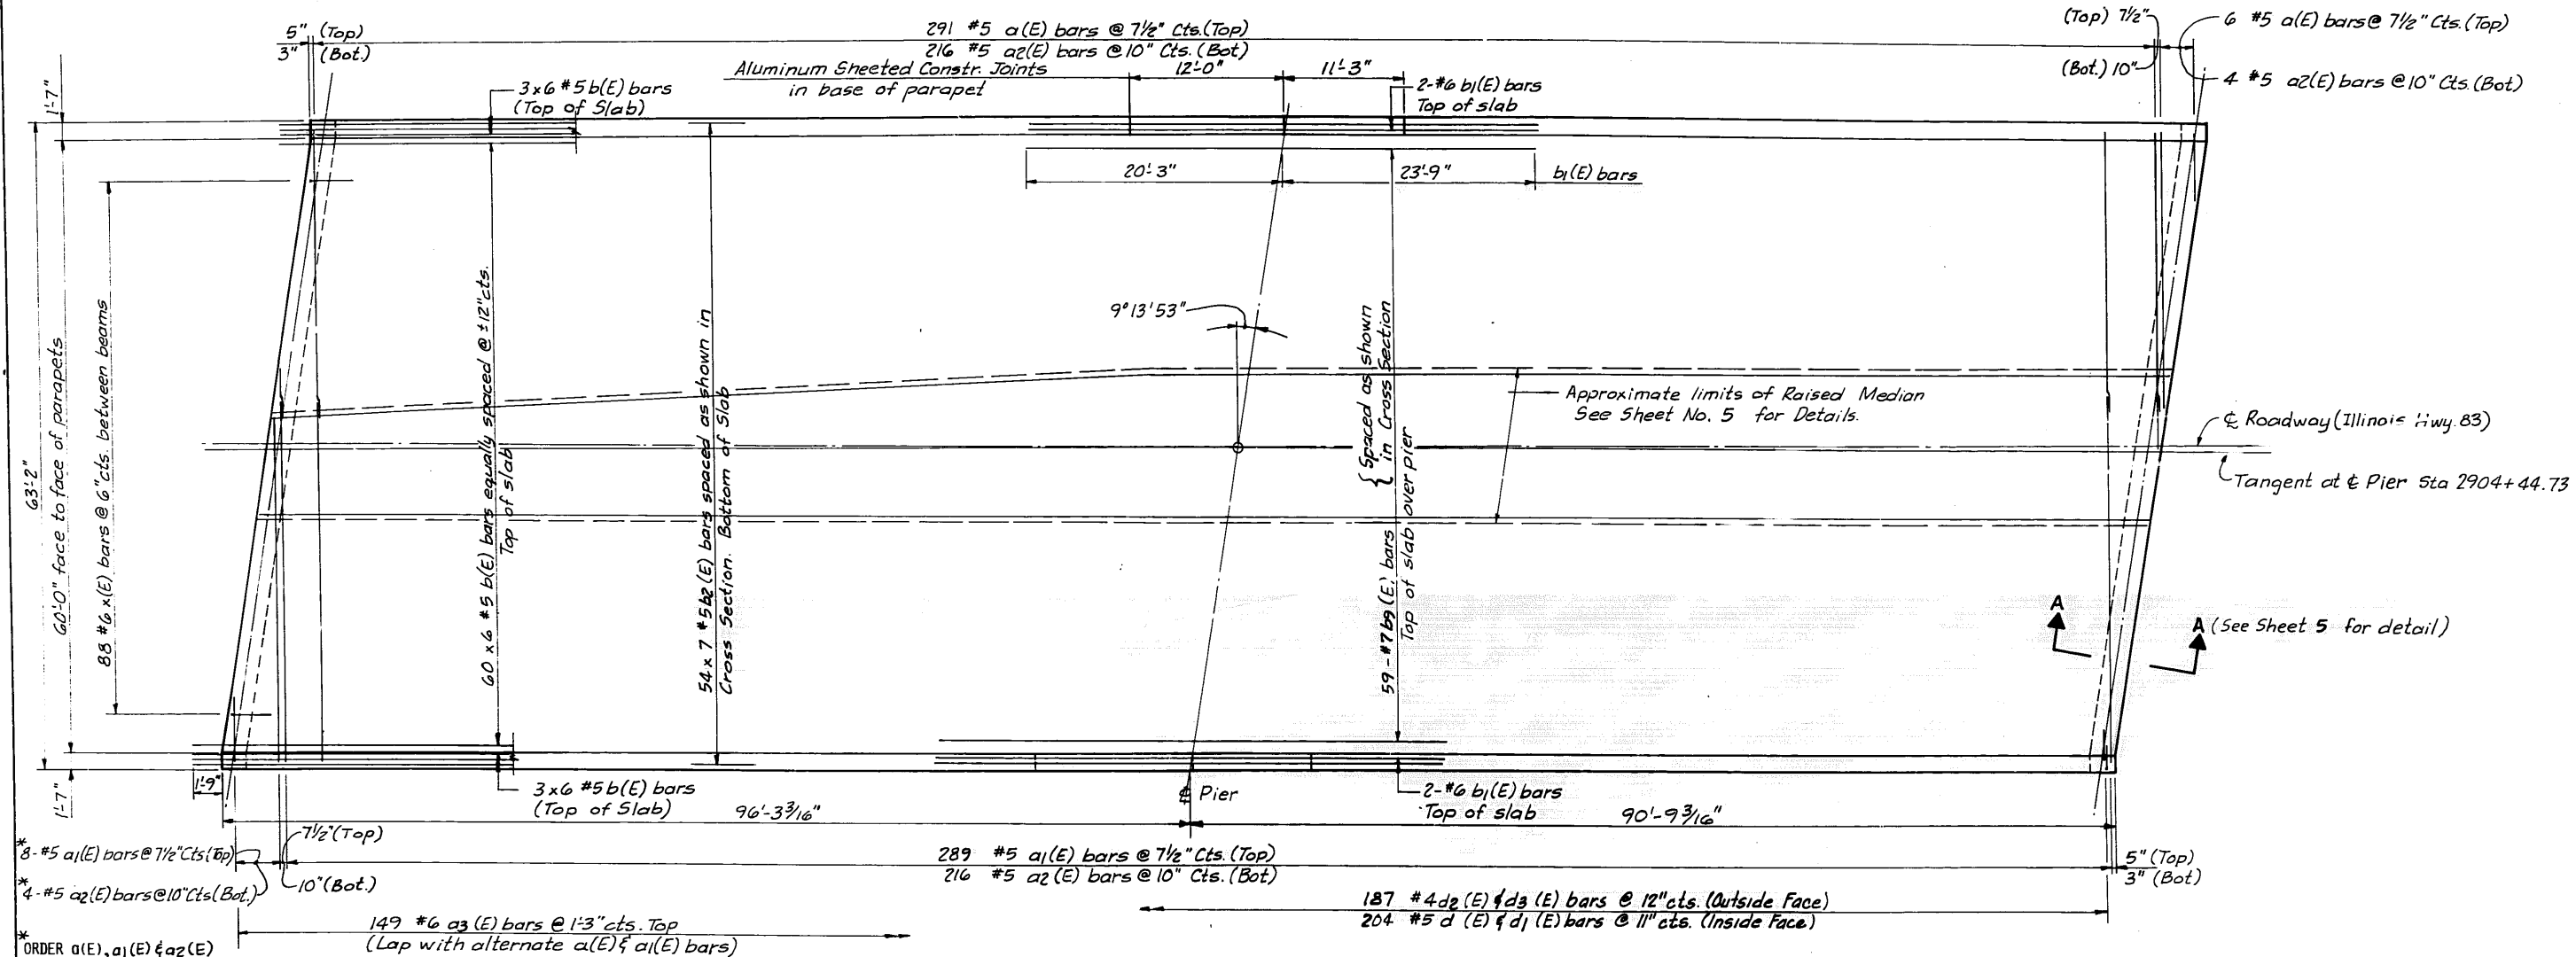 5" (Top)
3" (Bot.)
291 #5 a(E) bars @ 7½" Cts.(Top)
216 #5 a2(E) bars @ 10" Cts. (Bot)
(Top) 7½"
(Bot.) 10"
6 #5 a(E) bars @ 7½" Cts. (Top)
4 #5 a2(E) bars @ 10" Cts. (Bot)
Aluminum Sheeted Constr. Joints
in base of parapet
12'-0"
11'-3"
3x6 #5 b(E) bars
(Top of Slab)
2-#6 b1(E) bars
Top of slab
1'-7"
20'-3"
23'-9"
b1(E) bars
63'-2"
60'-0" face to face of parapets
88 #6 x(E) bars @ 6" cts. between beams
60 x 6 #5 b(E) bars equally spaced @ ±12" cts.
Top of slab
54 x 7 #5 b2(E) bars spaced as shown in
Cross Section. Bottom of Slab
9°13'53"
{ Spaced as shown
in Cross Section
59 - #7 b9(E) bars
Top of slab over pier
Approximate limits of Raised Median
See Sheet No. 5 for Details.
℄ Roadway (Illinois Hwy. 83)
Tangent at ℄ Pier Sta 2904+44.73
A
A (See Sheet 5 for detail)
1'-9"
1'-7"
3x6 #5 b(E) bars
(Top of Slab)
96'-3 3/16"
℄ Pier
2-#6 b1(E) bars
Top of slab
90'-9 3/16"
7½" (Top)
10" (Bot.)
*8-#5 a1(E) bars @ 7½" Cts (Top)
*4-#5 a2(E) bars @ 10" Cts (Bot.)
289 #5 a1(E) bars @ 7½" Cts. (Top)
216 #5 a2(E) bars @ 10" Cts. (Bot)
5" (Top)
3" (Bot)
187 #4 d2(E) & d3(E) bars @ 12" cts. (Outside Face)
204 #5 d(E) & d1(E) bars @ 11" cts. (Inside Face)
149 #6 a3(E) bars @ 1'-3" cts. Top
(Lap with alternate a(E) & a1(E) bars)
*ORDER a(E), a1(E) & a2(E)